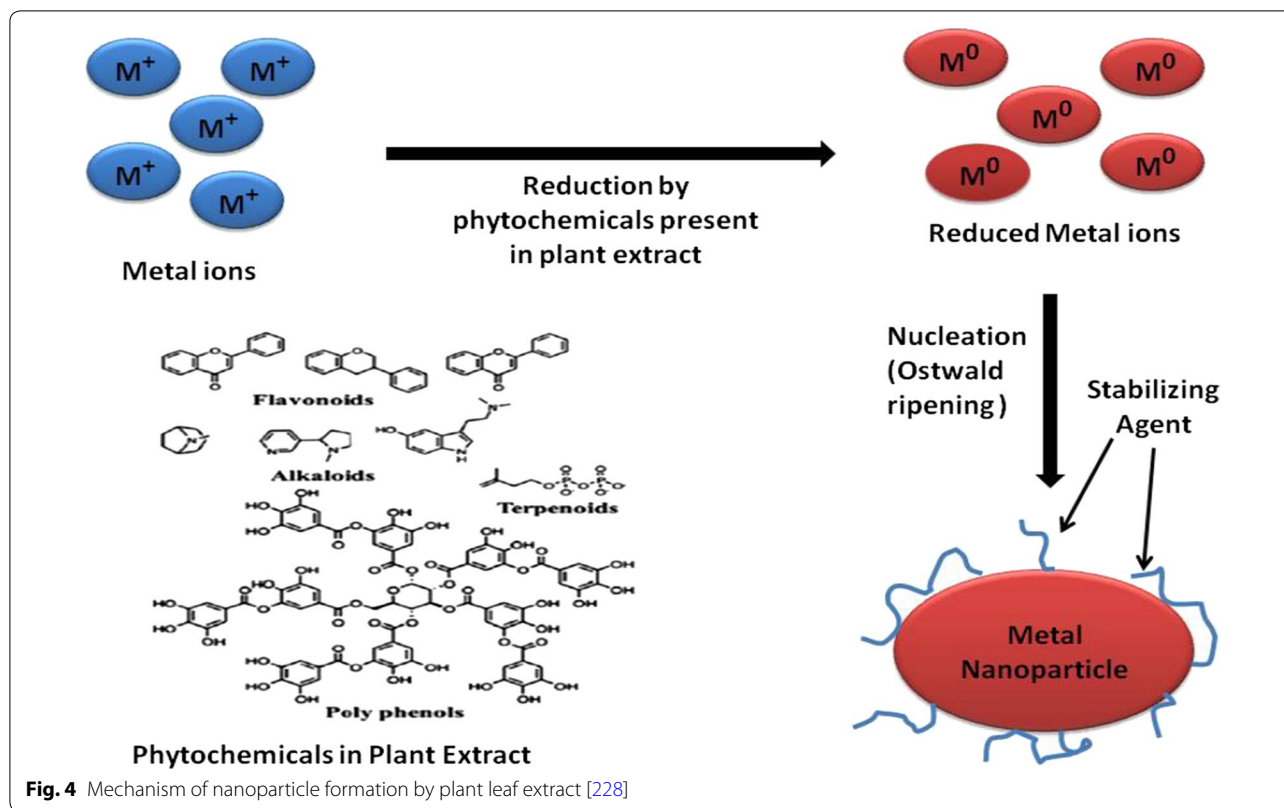 M⁺ M⁺
M⁺
M⁺
M⁺
Metal ions
Reduction by
phytochemicals present
in plant extract
M⁰ M⁰
M⁰
M⁰ M⁰
Reduced Metal ions
Nucleation
(Ostwald
ripening)
Stabilizing
Agent
Metal
Nanoparticle
Flavonoids
Alkaloids
Terpenoids
Poly phenols
Phytochemicals in Plant Extract
Fig. 4 Mechanism of nanoparticle formation by plant leaf extract [228]